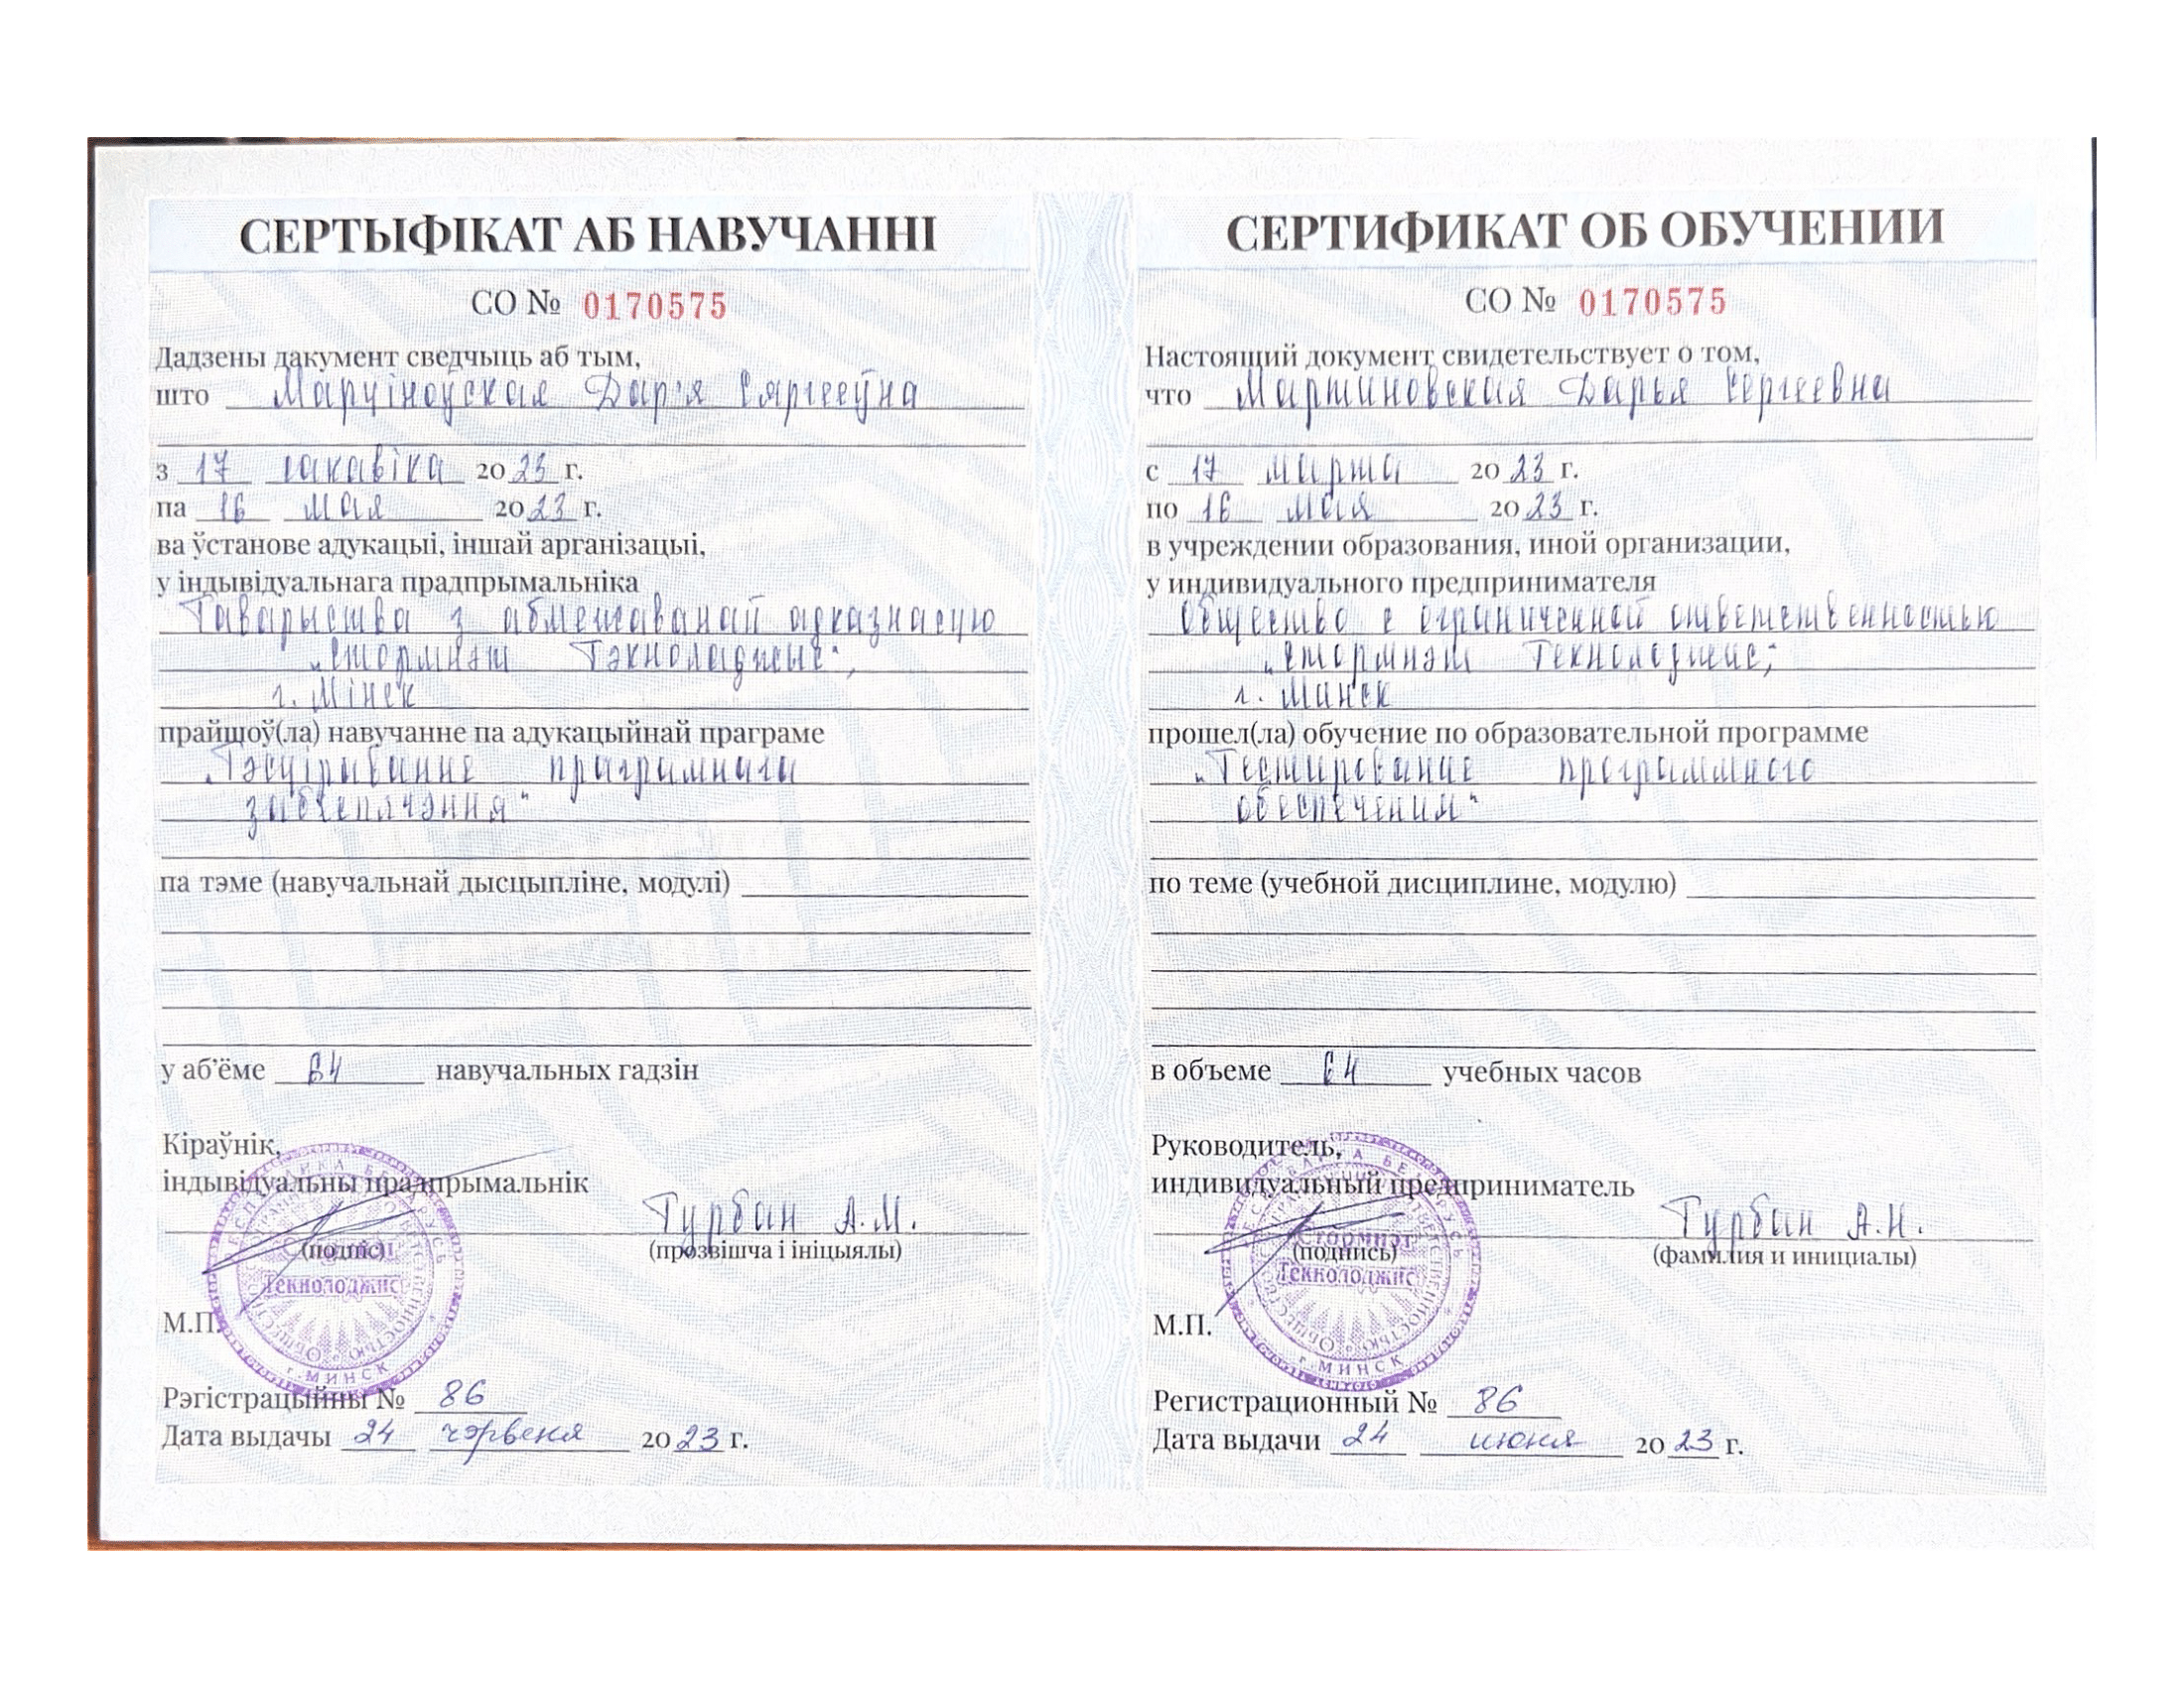 СЕРТЫФІКАТ АБ НАВУЧАННІ
СО № 0170575
Дадзены дакумент сведчыць аб тым,
што Марціноўская Дар'я Сяргееўна
з 17 сакавіка 2023 г.
па 16 мая 2023 г.
ва ўстанове адукацыі, іншай арганізацыі,
у індывідуальнага прадпрымальніка
Таварыства з абмежаванай адказнасцю
„Стормнэт Тэкноладжыс",
г. Мінск
прайшоў(ла) навучанне па адукацыйнай праграме
„Тэсціраванне праграмнага
забеспячэння"
па тэме (навучальнай дысцыпліне, модулі)
у аб'ёме 64 навучальных гадзін
Кіраўнік,
індывідуальны прадпрымальнік
Турбан А.М.
(подпіс) (прозвішча і ініцыялы)
Текнолоджис
г. МИНСК
М.П.
Рэгістрацыйны № 86
Дата выдачы 24 чэрвеня 2023 г.
СЕРТИФИКАТ ОБ ОБУЧЕНИИ
СО № 0170575
Настоящий документ свидетельствует о том,
что Мартиновская Дарья Сергеевна
с 17 марта 2023 г.
по 16 мая 2023 г.
в учреждении образования, иной организации,
у индивидуального предпринимателя
Общество с ограниченной ответственностью
„Стормнэт Текнолоджис",
г. Минск
прошел(ла) обучение по образовательной программе
„Тестирование программного
обеспечения"
по теме (учебной дисциплине, модулю)
в объеме 64 учебных часов
Руководитель,
индивидуальный предприниматель
Турбан А.Н.
(подпись) (фамилия и инициалы)
Стормнэт
Текнолоджис
г. МИНСК
М.П.
Регистрационный № 86
Дата выдачи 24 июня 2023 г.